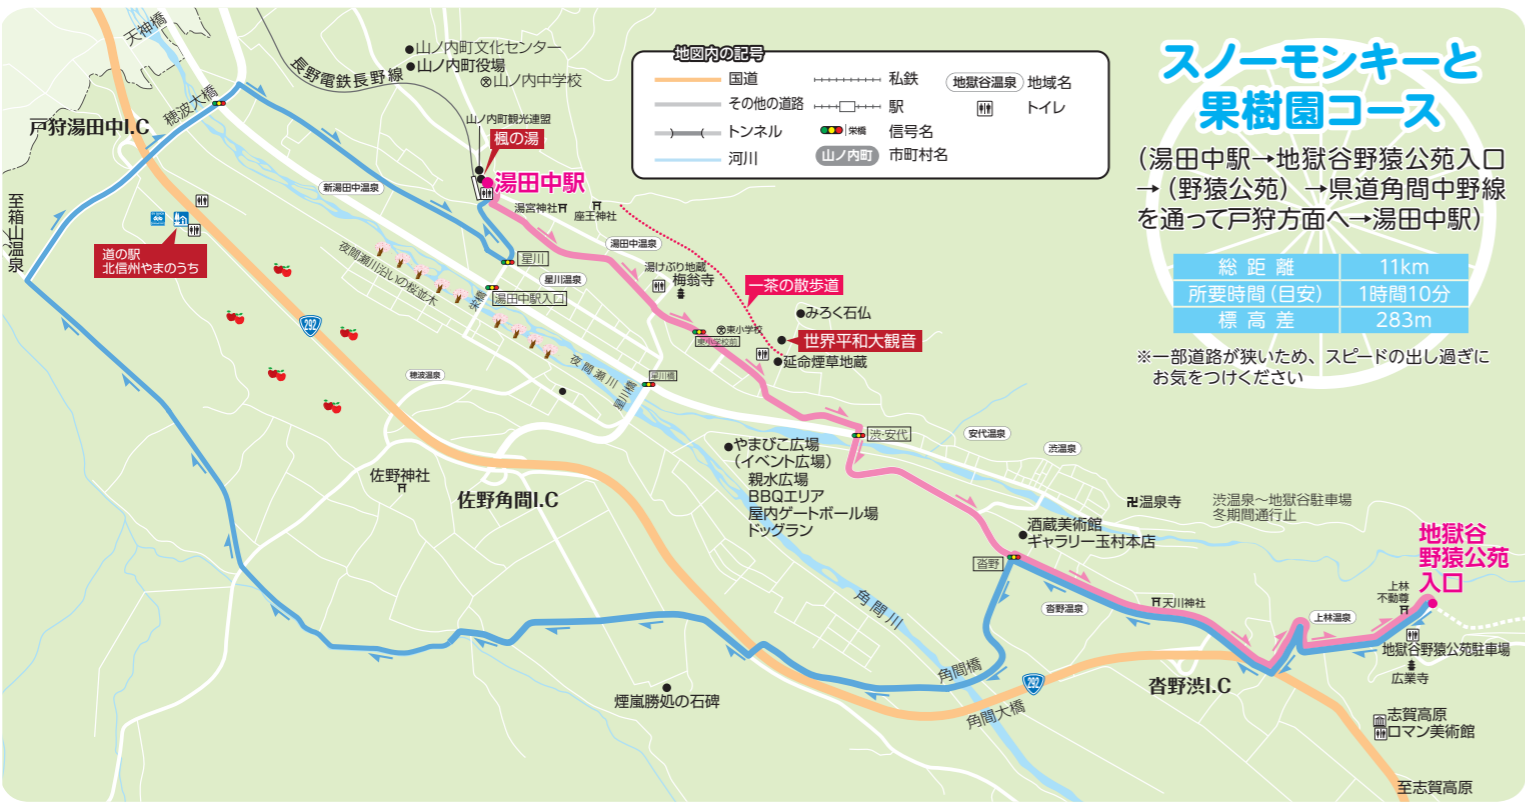 スノーモンキーと
果樹園コース
(湯田中駅→地獄谷野猿公苑入口
→(野猿公苑)→県道角間中野線
を通って戸狩方面へ→湯田中駅)
総距離 11km
所要時間(目安) 1時間10分
標高差 283m
※一部道路が狭いため、スピードの出し過ぎに
お気をつけください
地図内の記号
国道
その他の道路
トンネル
河川
私鉄
駅
栄橋
信号名
山ノ内町
市町村名
地獄谷温泉
地域名
トイレ
天神橋
長野電鉄長野線
山ノ内町文化センター
山ノ内町役場
山ノ内中学校
穂波大橋
戸狩湯田中I.C
山ノ内町観光連盟
楓の湯
湯田中駅
至箱山温泉
新湯田中温泉
湯宮神社
座王神社
道の駅
北信州やまのうち
夜間瀬川沿いの桜並木
星川
湯田中温泉
星川温泉
湯けぶり地蔵
梅翁寺
栄橋
湯田中駅入口
一茶の散歩道
みろく石仏
東小学校
東小学校前
世界平和大観音
延命煙草地蔵
292
穂波温泉
夜間瀬川
星川橋
星川橋
渋・安代
安代温泉
渋温泉
やまびこ広場
(イベント広場)
親水広場
BBQエリア
屋内ゲートボール場
ドッグラン
佐野神社
佐野角間I.C
温泉寺
渋温泉〜地獄谷駐車場
冬期間通行止
酒蔵美術館
ギャラリー玉村本店
沓野
地獄谷
野猿公苑
入口
角間川
沓野温泉
天川神社
上林
不動尊
上林温泉
地獄谷野猿公苑駐車場
広業寺
角間橋
292
角間大橋
沓野渋I.C
煙嵐勝処の石碑
志賀高原
ロマン美術館
至志賀高原